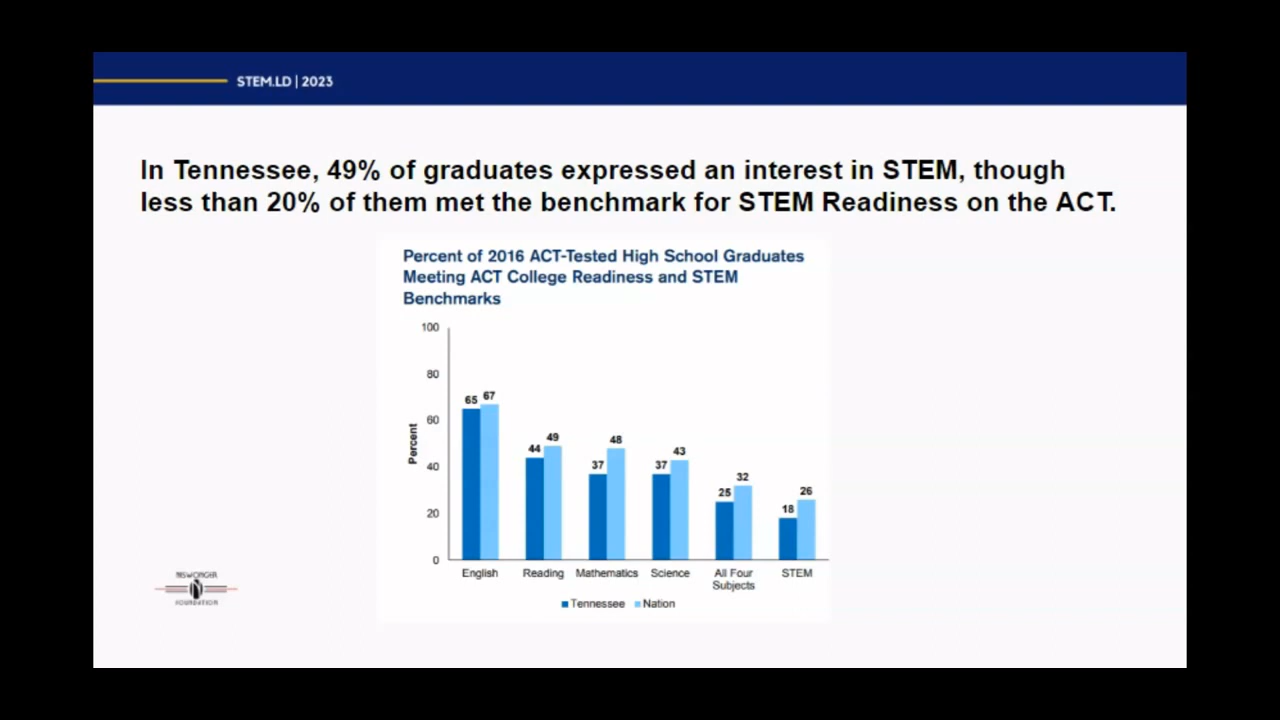 STEM.LD | 2023
In Tennessee, 49% of graduates expressed an interest in STEM, though
less than 20% of them met the benchmark for STEM Readiness on the ACT.
Percent of 2016 ACT-Tested High School Graduates
Meeting ACT College Readiness and STEM
Benchmarks
100
80
60
40
20
0
Percent
65 67
44 49
37 48
37 43
25 32
18 26
English Reading Mathematics Science All Four STEM
Subjects
Tennessee Nation
NISWONGER
FOUNDATION